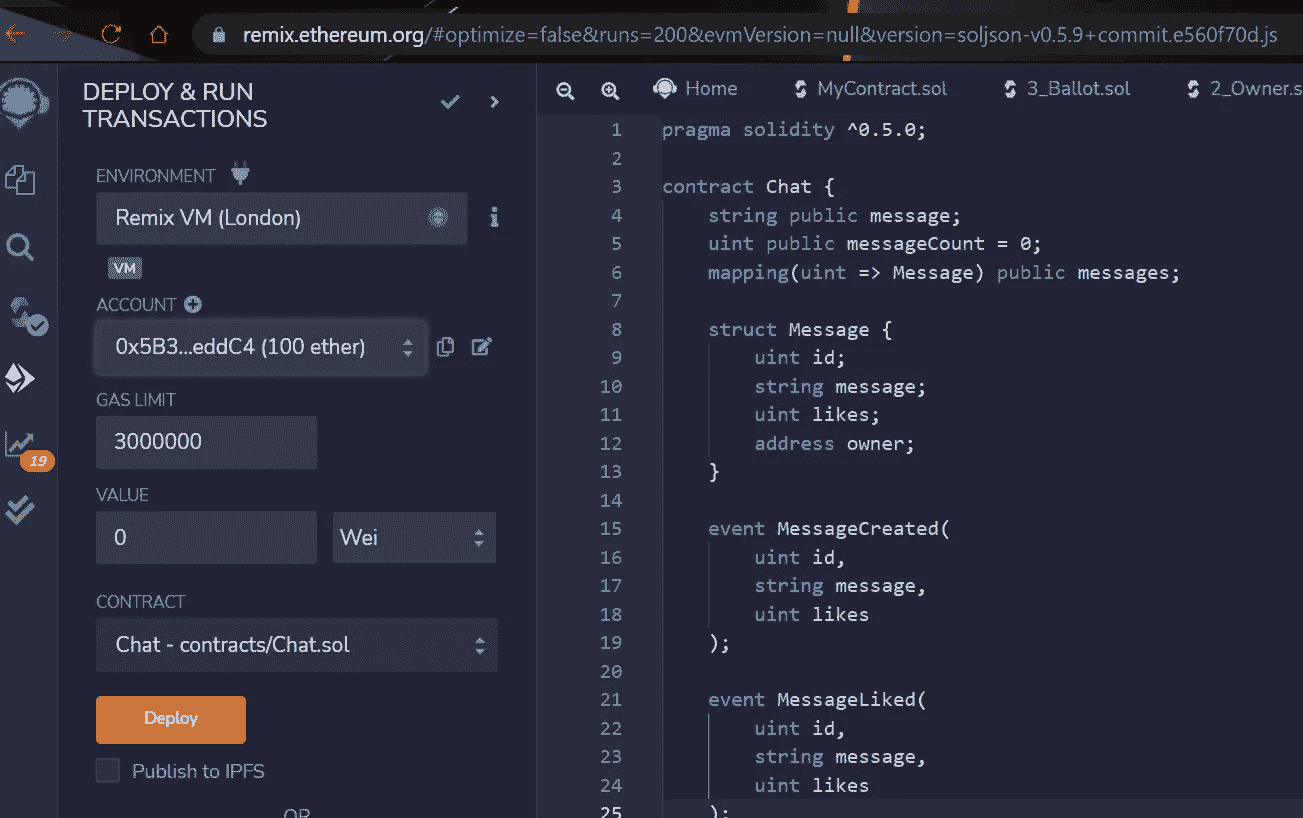 remix.ethereum.org/#optimize=false&runs=200&evmVersion=null&version=soljson-v0.5.9+commit.e560f70d.js
DEPLOY & RUN
TRANSACTIONS
ENVIRONMENT
Remix VM (London)
VM
ACCOUNT
0x5B3...eddC4 (100 ether)
GAS LIMIT
3000000
VALUE
0 Wei
CONTRACT
Chat - contracts/Chat.sol
Deploy
Publish to IPFS
OR
19
Home MyContract.sol 3_Ballot.sol 2_Owner.s
1 pragma solidity ^0.5.0;
2
3 contract Chat {
4 string public message;
5 uint public messageCount = 0;
6 mapping(uint => Message) public messages;
7
8 struct Message {
9 uint id;
10 string message;
11 uint likes;
12 address owner;
13 }
14
15 event MessageCreated(
16 uint id,
17 string message,
18 uint likes
19 );
20
21 event MessageLiked(
22 uint id,
23 string message,
24 uint likes
25 );